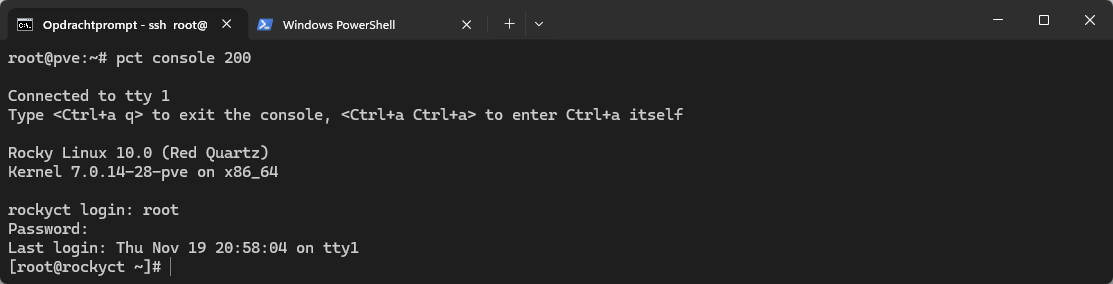 Opdrachtprompt - ssh root@
Windows PowerShell
root@pve:~# pct console 200
Connected to tty 1
Type <Ctrl+a q> to exit the console, <Ctrl+a Ctrl+a> to enter Ctrl+a itself
Rocky Linux 10.0 (Red Quartz)
Kernel 7.0.14-28-pve on x86_64
rockyct login: root
Password:
Last login: Thu Nov 19 20:58:04 on tty1
[root@rockyct ~]#